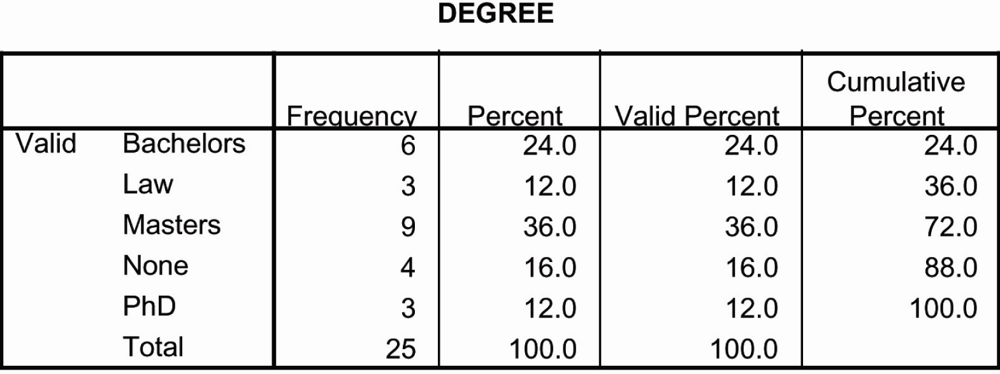 DEGREE
Cumulative
Frequency Percent Valid Percent Percent
Valid Bachelors 6 24.0 24.0 24.0
Law 3 12.0 12.0 36.0
Masters 9 36.0 36.0 72.0
None 4 16.0 16.0 88.0
PhD 3 12.0 12.0 100.0
Total 25 100.0 100.0